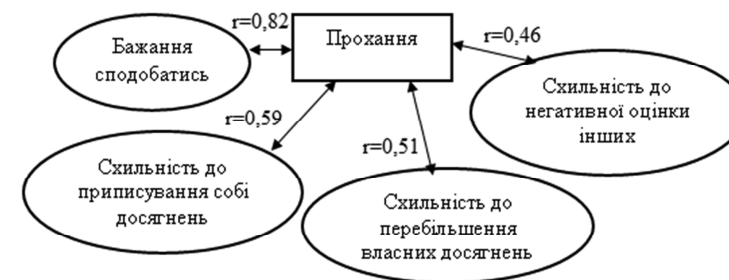 r=0,82
Бажання
сподобатись
Прохання
r=0,46
Схильність до
негативної оцінки
інших
r=0,59
r=0,51
Схильність до
приписування собі
досягнень
Схильність до
перебільшення
власних досягнень